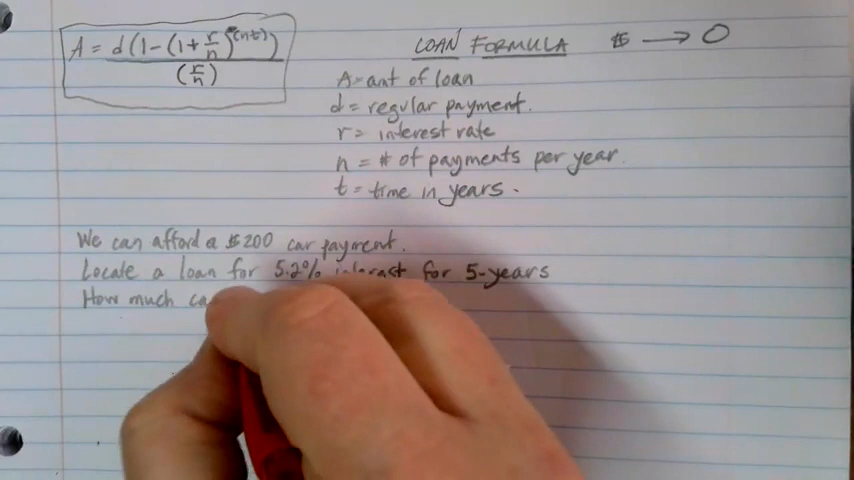 A = d(1-(1+r/n)^-(nt)) / (r/n)
LOAN FORMULA $ → 0
A = amt of loan
d = regular payment.
r = interest rate
n = # of payments per year.
t = time in years.
We can afford a $200 car payment.
Locate a loan for 5.2% interest for 5-years
How much ca